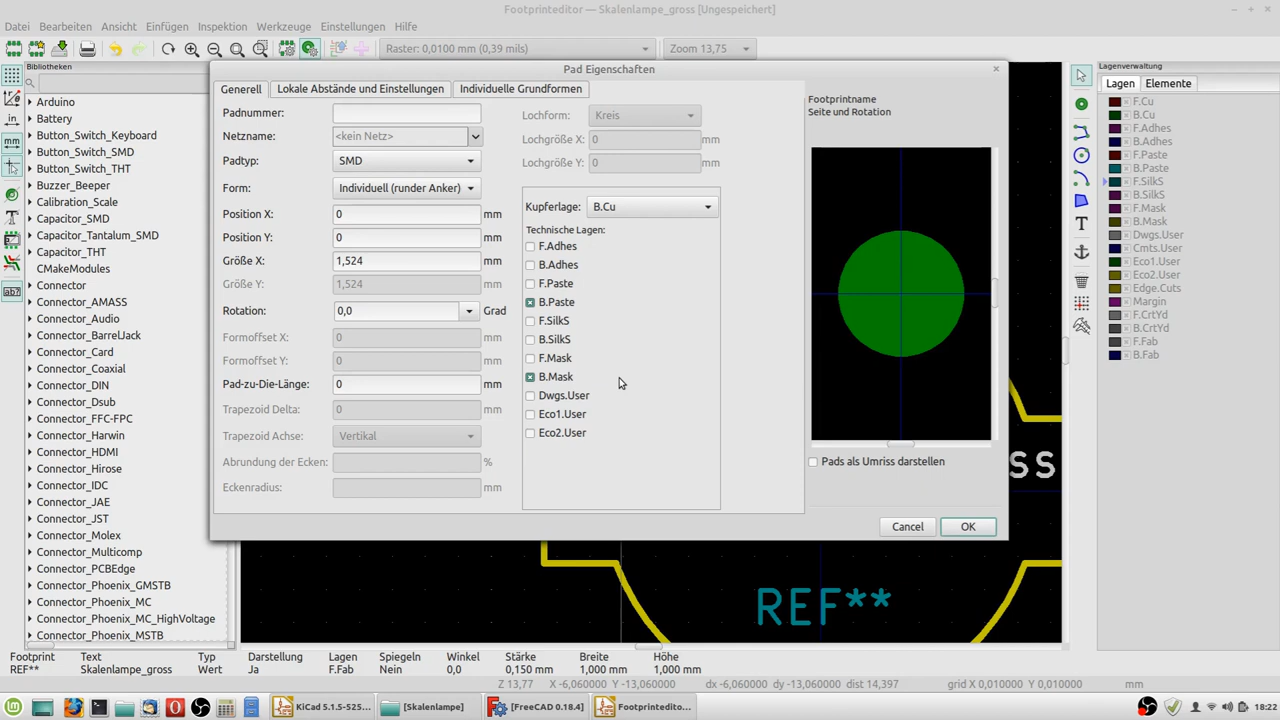 Footprinteditor — Skalenlampe_gross [Ungespeichert]
Datei Bearbeiten Ansicht Einfügen Inspektion Werkzeuge Einstellungen Hilfe
Raster: 0,0100 mm (0,39 mils) Zoom 13,75
Bibliotheken
Arduino
Battery
Button_Switch_Keyboard
Button_Switch_SMD
Button_Switch_THT
Buzzer_Beeper
Calibration_Scale
Capacitor_SMD
Capacitor_Tantalum_SMD
Capacitor_THT
CMakeModules
Connector
Connector_AMASS
Connector_Audio
Connector_BarrelJack
Connector_Card
Connector_Coaxial
Connector_DIN
Connector_Dsub
Connector_FFC-FPC
Connector_Harwin
Connector_HDMI
Connector_Hirose
Connector_IDC
Connector_JAE
Connector_JST
Connector_Molex
Connector_Multicomp
Connector_PCBEdge
Connector_Phoenix_GMSTB
Connector_Phoenix_MC
Connector_Phoenix_MC_HighVoltage
Connector_Phoenix_MSTB
Pad Eigenschaften
Generell Lokale Abstände und Einstellungen Individuelle Grundformen
Padnummer:
Netzname: <kein Netz>
Padtyp: SMD
Form: Individuell (runder Anker)
Position X: 0 mm
Position Y: 0 mm
Größe X: 1,524 mm
Größe Y: 1,524 mm
Rotation: 0,0 Grad
Formoffset X: 0 mm
Formoffset Y: 0 mm
Pad-zu-Die-Länge: 0 mm
Trapezoid Delta: 0 mm
Trapezoid Achse: Vertikal
Abrundung der Ecken: %
Eckenradius: mm
Lochform: Kreis
Lochgröße X: 0 mm
Lochgröße Y: 0 mm
Kupferlage: B.Cu
Technische Lagen:
F.Adhes
B.Adhes
F.Paste
B.Paste
F.SilkS
B.SilkS
F.Mask
B.Mask
Dwgs.User
Eco1.User
Eco2.User
Footprintname
Seite und Rotation
Pads als Umriss darstellen
Cancel OK
SS
REF**
Lagenverwaltung
Lagen Elemente
F.Cu
B.Cu
F.Adhes
B.Adhes
F.Paste
B.Paste
F.SilkS
B.SilkS
F.Mask
B.Mask
Dwgs.User
Cmts.User
Eco1.User
Eco2.User
Edge.Cuts
Margin
F.CrtYd
B.CrtYd
F.Fab
B.Fab
Footprint Text Typ Darstellung Lagen Spiegeln Winkel Stärke Breite Höhe
REF** Skalenlampe_gross Wert Ja F.Fab Nein 0,0 0,150 mm 1,000 mm 1,000 mm
Z 13,77 X -6,060000 Y -13,060000 dx -6,060000 dy -13,060000 dist 14,397 grid X 0,010000 Y 0,010000 mm
KiCad 5.1.5-525... [Skalenlampe] [FreeCAD 0.18.4] Footprinteditо... 18:22